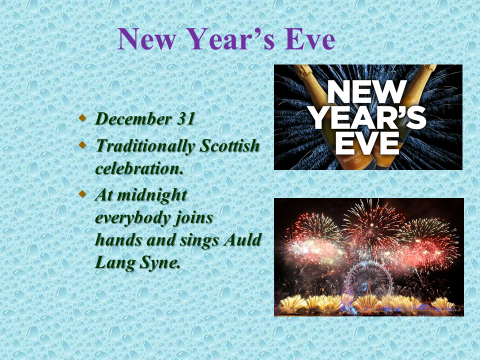 New Year’s Eve
December 31
Traditionally Scottish
celebration.
At midnight
everybody joins
hands and sings Auld
Lang Syne.
NEW
YEAR’S
EVE